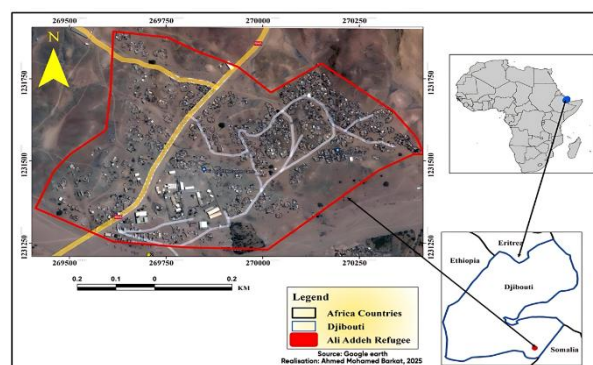 269500 269750 270000 270250
N
1231750
1231500
1231250
1231750
1231500
1231250
269500 269750 270000 270250
0.2 0.1 0 0.2
KM
Legend
Africa Countries
Djibouti
Ali Addeh Refugee
Source: Google earth
Realisation: Ahmed Mohamed Barkat, 2025
Eritrea
Ethiopia
Djibouti
Somalia